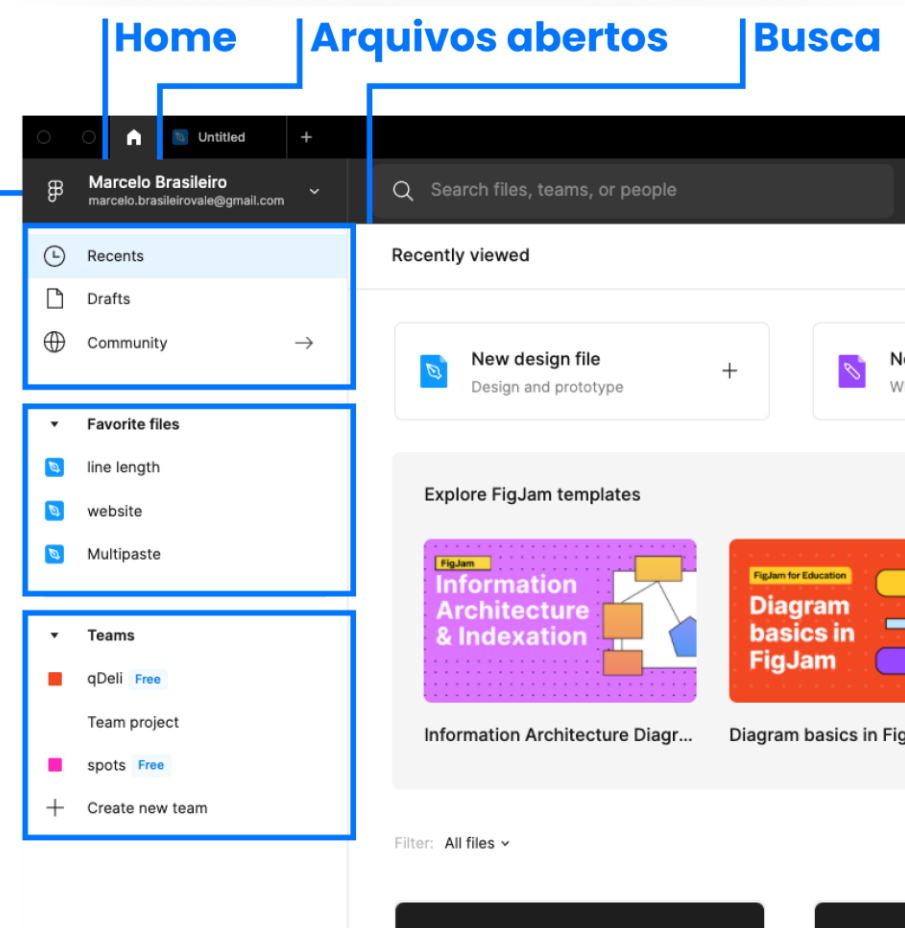 Home
Arquivos abertos
Busca
Untitled
Marcelo Brasileiro
marcelo.brasileirovale@gmail.com
Search files, teams, or people
Recents
Drafts
Community
Favorite files
line length
website
Multipaste
Teams
qDeli Free
Team project
spots Free
Create new team
Recently viewed
New design file
Design and prototype
Explore FigJam templates
FigJam
Information
Architecture
& Indexation
Information Architecture Diagr...
FigJam for Education
Diagram
basics in
FigJam
Diagram basics in Fig
Filter: All files